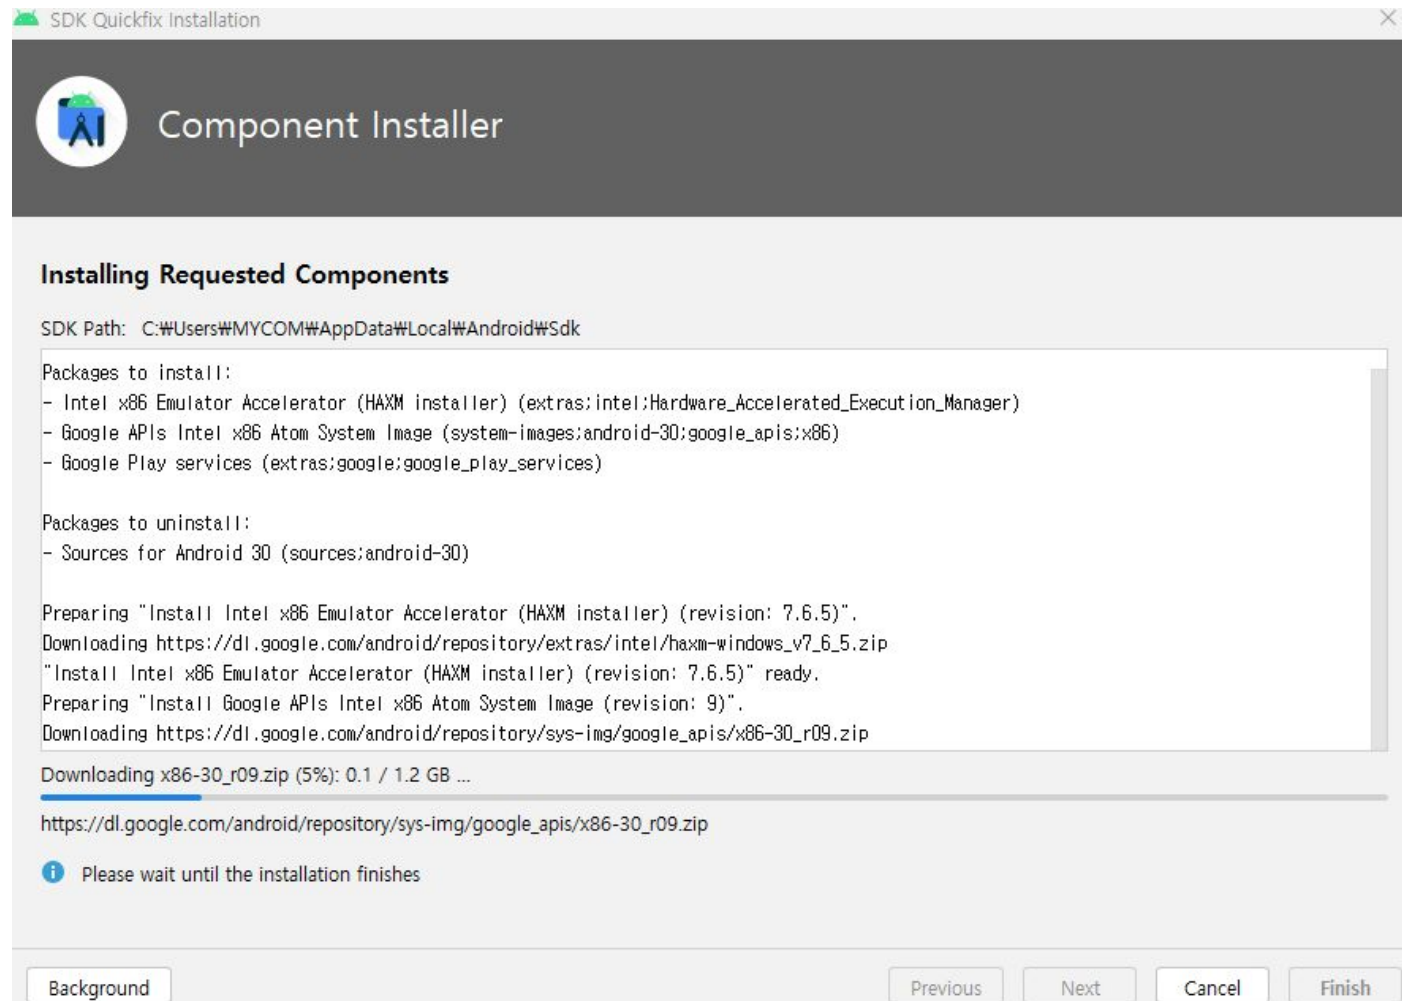 SDK Quickfix Installation
Component Installer
Installing Requested Components
SDK Path: C:₩Users₩MYCOM₩AppData₩Local₩Android₩Sdk
Packages to install:
- Intel x86 Emulator Accelerator (HAXM installer) (extras;intel;Hardware_Accelerated_Execution_Manager)
- Google APIs Intel x86 Atom System Image (system-images;android-30;google_apis;x86)
- Google Play services (extras;google;google_play_services)
Packages to uninstall:
- Sources for Android 30 (sources;android-30)
Preparing "Install Intel x86 Emulator Accelerator (HAXM installer) (revision: 7.6.5)".
Downloading https://dl.google.com/android/repository/extras/intel/haxm-windows_v7_6_5.zip
"Install Intel x86 Emulator Accelerator (HAXM installer) (revision: 7.6.5)" ready.
Preparing "Install Google APIs Intel x86 Atom System Image (revision: 9)".
Downloading https://dl.google.com/android/repository/sys-img/google_apis/x86-30_r09.zip
Downloading x86-30_r09.zip (5%): 0.1 / 1.2 GB ...
https://dl.google.com/android/repository/sys-img/google_apis/x86-30_r09.zip
Please wait until the installation finishes
Background Previous Next Cancel Finish